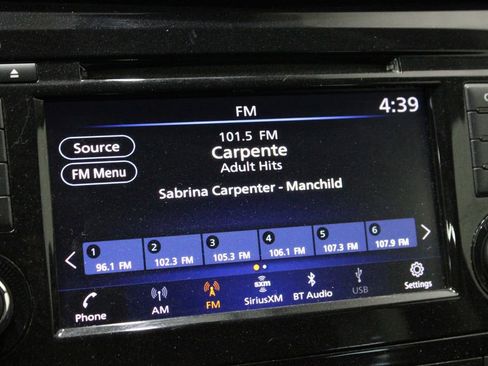 FM
4:39
101.5 FM
Source
Carpente
Adult Hits
FM Menu
Sabrina Carpenter - Manchild
1 2 3 4 5 6
96.1 FM 102.3 FM 105.3 FM 106.1 FM 107.3 FM 107.9 FM
Phone AM FM sxm SiriusXM BT Audio USB Settings